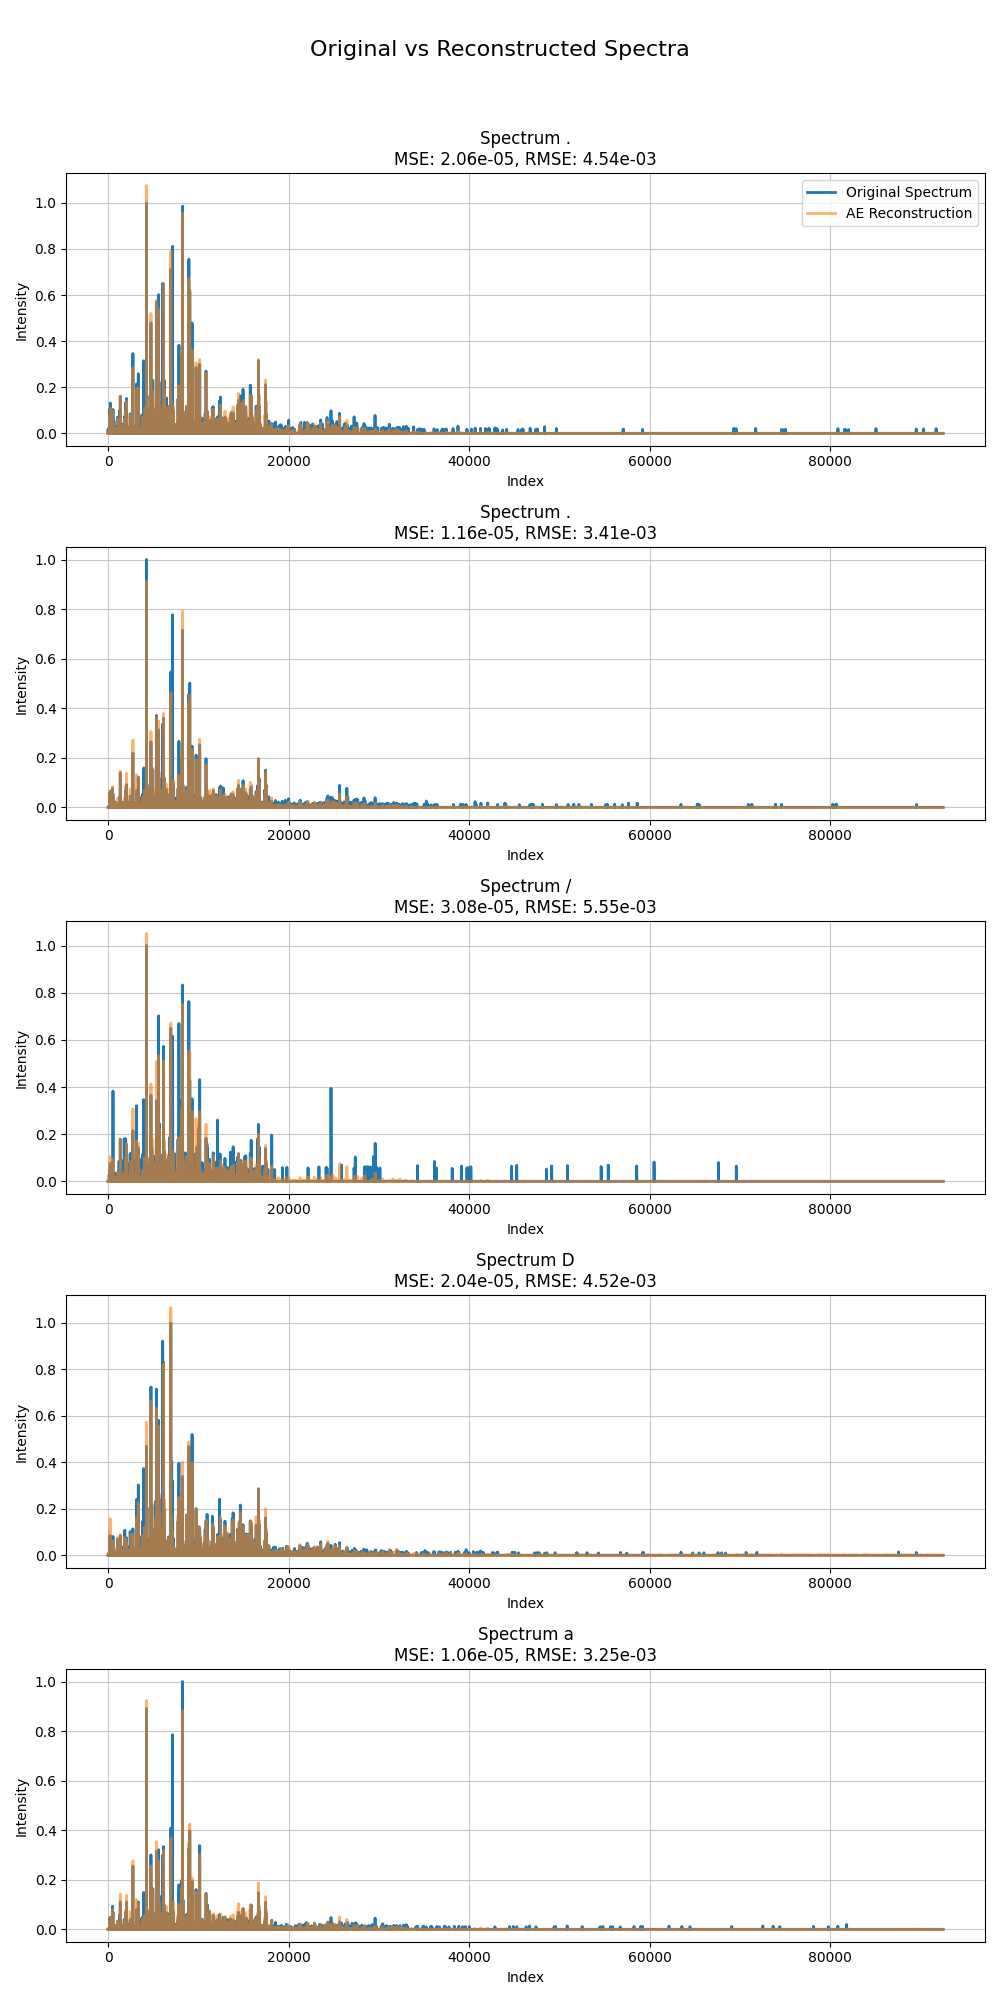 Original vs Reconstructed Spectra
Spectrum .
MSE: 2.06e-05, RMSE: 4.54e-03
Original Spectrum
AE Reconstruction
Intensity
1.0
0.8
0.6
0.4
0.2
0.0
0 20000 40000 60000 80000
Index
Spectrum .
MSE: 1.16e-05, RMSE: 3.41e-03
Intensity
1.0
0.8
0.6
0.4
0.2
0.0
0 20000 40000 60000 80000
Index
Spectrum /
MSE: 3.08e-05, RMSE: 5.55e-03
Intensity
1.0
0.8
0.6
0.4
0.2
0.0
0 20000 40000 60000 80000
Index
Spectrum D
MSE: 2.04e-05, RMSE: 4.52e-03
Intensity
1.0
0.8
0.6
0.4
0.2
0.0
0 20000 40000 60000 80000
Index
Spectrum a
MSE: 1.06e-05, RMSE: 3.25e-03
Intensity
1.0
0.8
0.6
0.4
0.2
0.0
0 20000 40000 60000 80000
Index